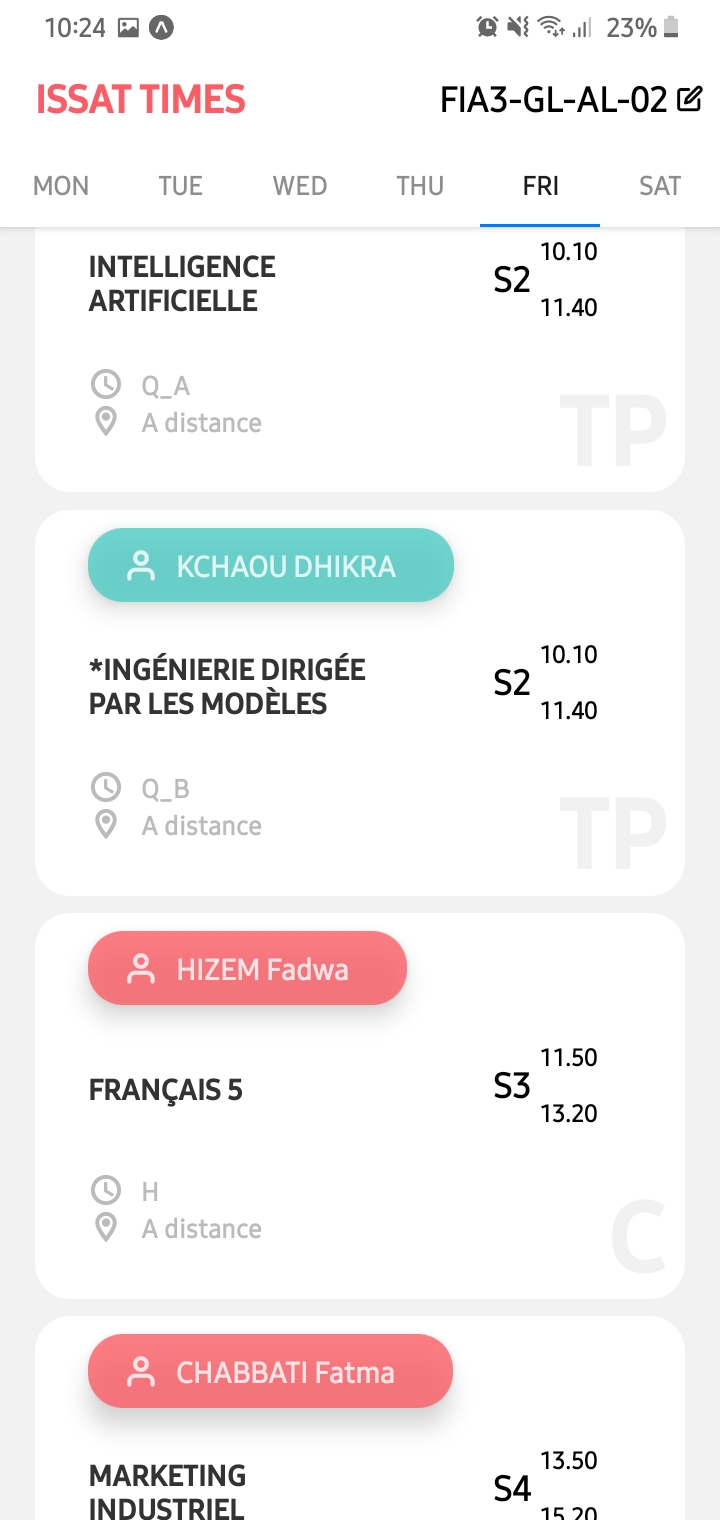 10:24 23%
ISSAT TIMES FIA3-GL-AL-02
MON TUE WED THU FRI SAT
INTELLIGENCE
ARTIFICIELLE
S2
10.10
11.40
Q_A
A distance
TP
KCHAOU DHIKRA
*INGÉNIERIE DIRIGÉE
PAR LES MODÈLES
S2
10.10
11.40
Q_B
A distance
TP
HIZEM Fadwa
FRANÇAIS 5
S3
11.50
13.20
H
A distance
C
CHABBATI Fatma
MARKETING
INDUSTRIEL
S4
13.50
15.20